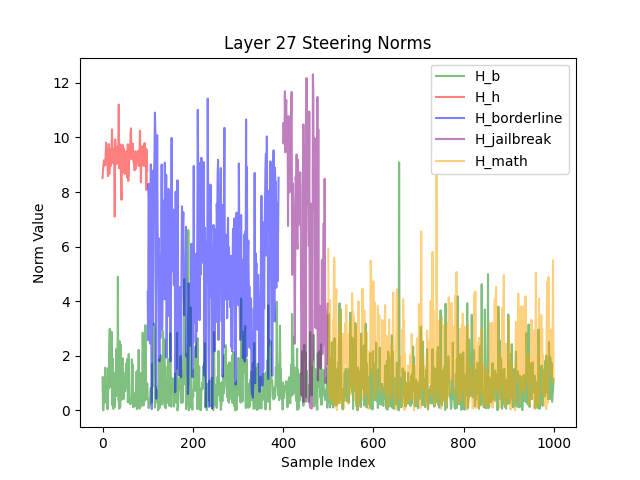 Layer 27 Steering Norms
H_b
H_h
H_borderline
H_jailbreak
H_math
Norm Value
12
10
8
6
4
2
0
0 200 400 600 800 1000
Sample Index